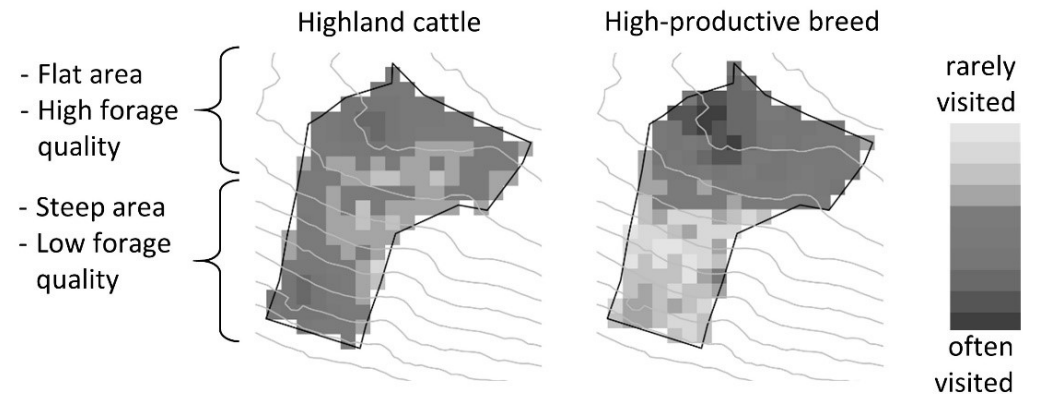 Highland cattle
High-productive breed
- Flat area
- High forage
quality
- Steep area
- Low forage
quality
rarely
visited
often
visited